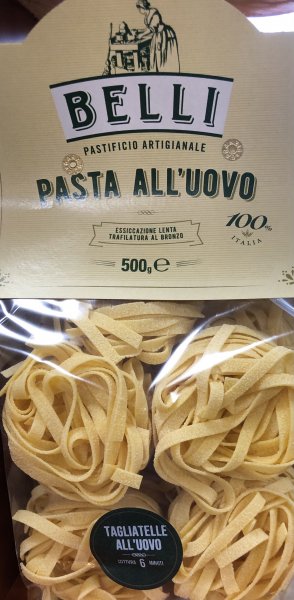 BELLI
PASTIFICIO ARTIGIANALE
PASTA ALL'UOVO
ESSICCAZIONE LENTA
TRAFILATURA AL BRONZO
100%
ITALIA
500g e
TAGLIATELLE
ALL'UOVO
COTTURA 6 MINUTI